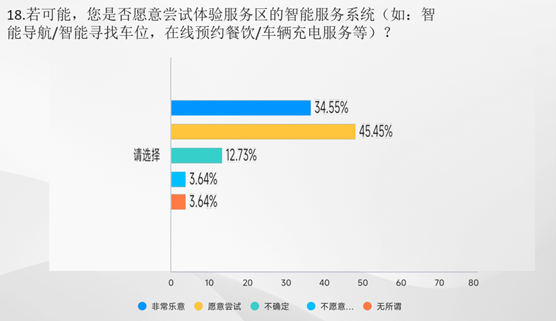 18.若可能，您是否愿意尝试体验服务区的智能服务系统（如：智
能导航/智能寻找车位，在线预约餐饮/车辆充电服务等）？
34.55%
45.45%
请选择
12.73%
3.64%
3.64%
0 10 20 30 40 50 60 70 80
非常乐意 愿意尝试 不确定 不愿意... 无所谓